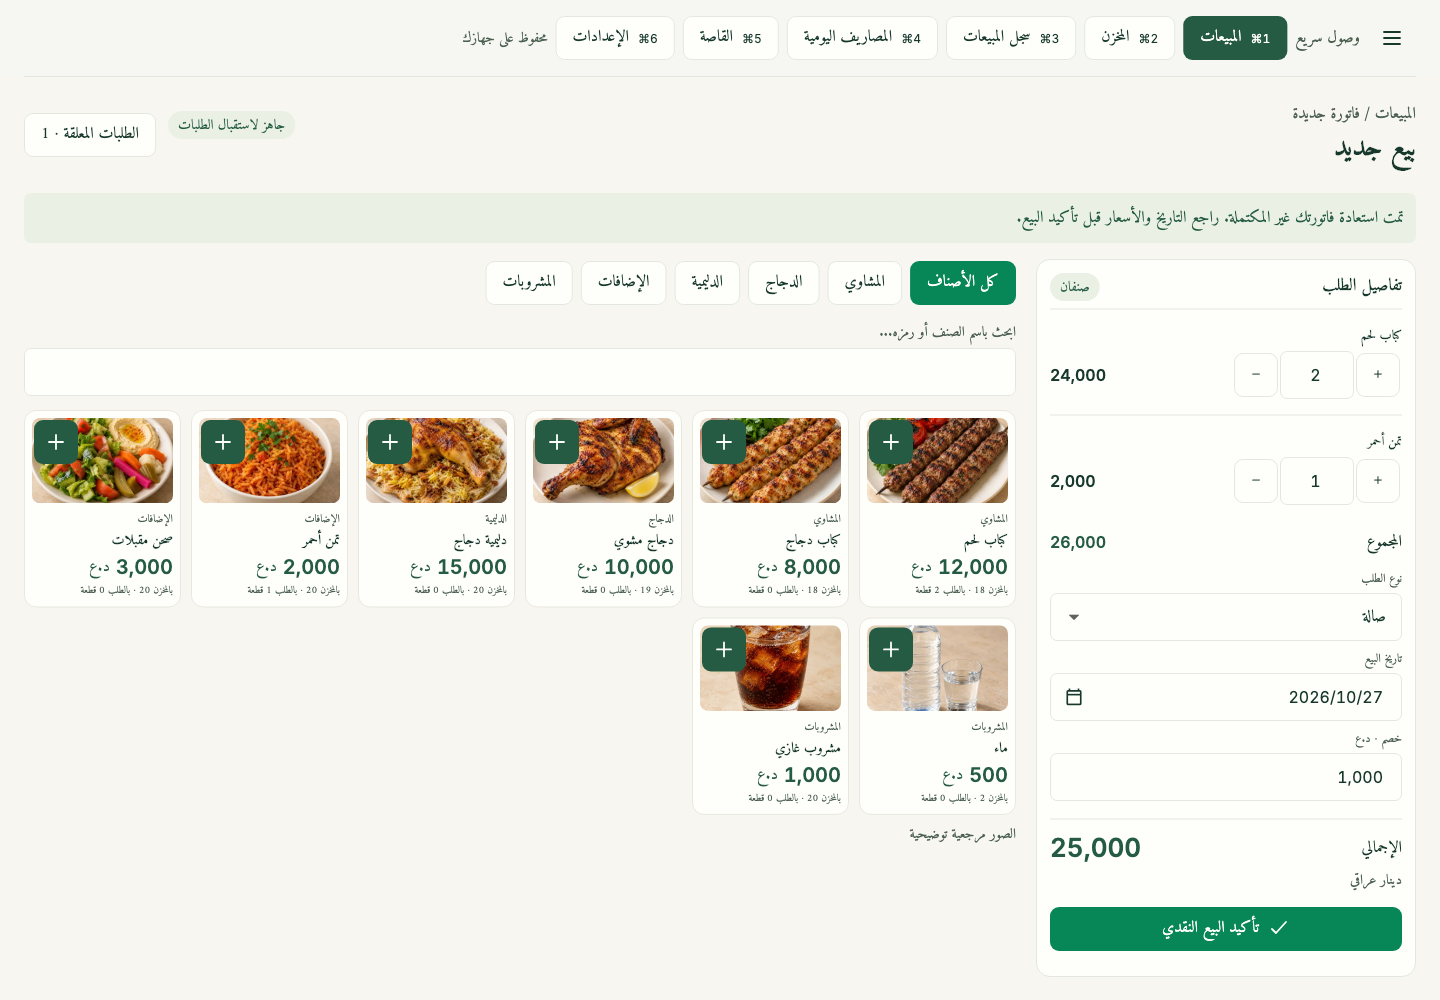 وصول سريع
المبيعات ⌘1
المخزن ⌘2
سجل المبيعات ⌘3
المصاريف اليومية ⌘4
القاصة ⌘5
الإعدادات ⌘6
محفوظ على جهازك
المبيعات / فاتورة جديدة
بيع جديد
جاهز لاستقبال الطلبات
الطلبات المعلقة · 1
تمت استعادة فاتورتك غير المكتملة. راجع التاريخ والأسعار قبل تأكيد البيع.
تفاصيل الطلب
صنفان
كباب لحم
+ 2 −
24,000
تمن أحمر
+ 1 −
2,000
المجموع
26,000
نوع الطلب
صالة
تاريخ البيع
2026/10/27
خصم · د.ع
1,000
الإجمالي
25,000
دينار عراقي
تأكيد البيع النقدي
كل الأصناف
المشاوي
الدجاج
الدليمية
الإضافات
المشروبات
ابحث باسم الصنف أو رمزه...
المشاوي
كباب لحم
12,000 د.ع
بالمخزن 18 · بالطلب 2 قطعة
المشاوي
كباب دجاج
8,000 د.ع
بالمخزن 18 · بالطلب 0 قطعة
الدجاج
دجاج مشوي
10,000 د.ع
بالمخزن 19 · بالطلب 0 قطعة
الدليمية
دليمية دجاج
15,000 د.ع
بالمخزن 20 · بالطلب 0 قطعة
الإضافات
تمن أحمر
2,000 د.ع
بالمخزن 20 · بالطلب 1 قطعة
الإضافات
صحن مقبلات
3,000 د.ع
بالمخزن 20 · بالطلب 0 قطعة
المشروبات
ماء
500 د.ع
بالمخزن 2 · بالطلب 0 قطعة
المشروبات
مشروب غازي
1,000 د.ع
بالمخزن 20 · بالطلب 0 قطعة
الصور مرجعية توضيحية